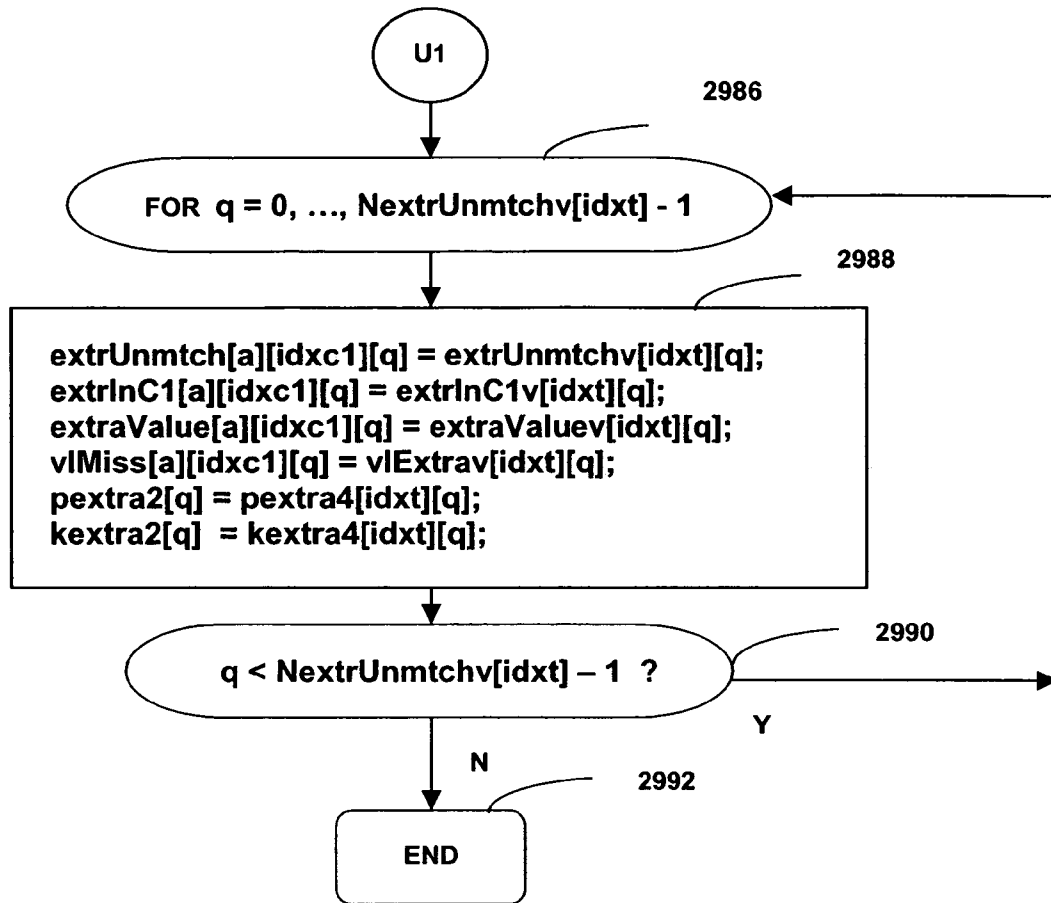 U1
2986
FOR q = 0, ..., NextrUnmtchv[idxt] - 1
2988
extrUnmtch[a][idxc1][q] = extrUnmtchv[idxt][q];
extrInC1[a][idxc1][q] = extrInC1v[idxt][q];
extraValue[a][idxc1][q] = extraValuev[idxt][q];
vlMiss[a][idxc1][q] = vlExtrav[idxt][q];
pextra2[q] = pextra4[idxt][q];
kextra2[q] = kextra4[idxt][q];
2990
q < NextrUnmtchv[idxt] – 1 ?
Y
N
2992
END